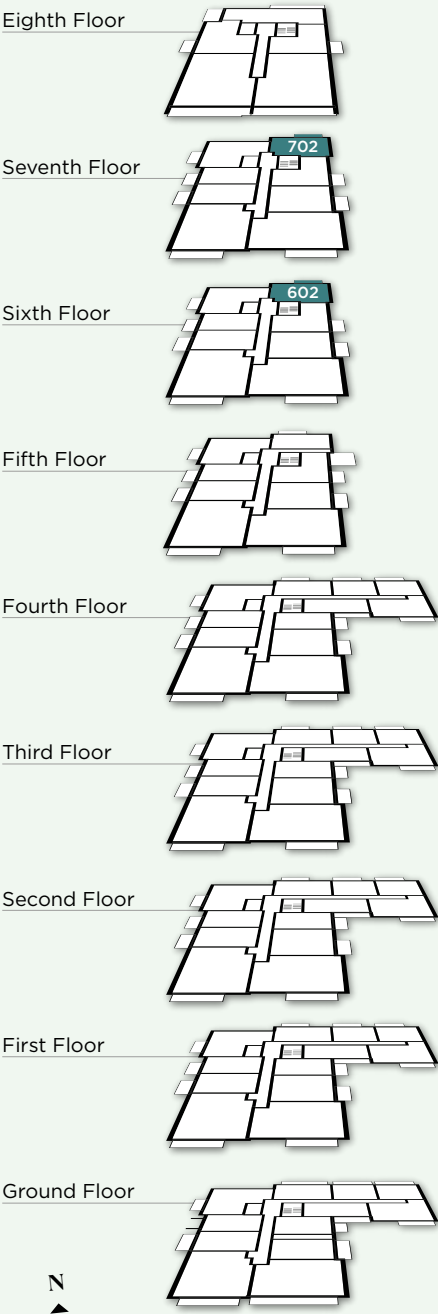 Eighth Floor
702
Seventh Floor
602
Sixth Floor
Fifth Floor
Fourth Floor
Third Floor
Second Floor
First Floor
Ground Floor
N